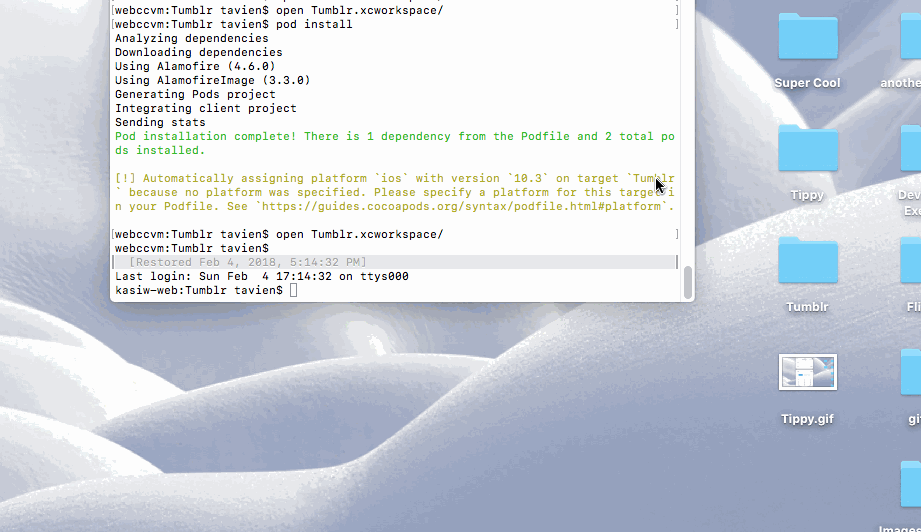 [webccvm:Tumblr tavien$ open Tumblr.xcworkspace/ ]
[webccvm:Tumblr tavien$ pod install ]
Analyzing dependencies
Downloading dependencies
Using Alamofire (4.6.0)
Using AlamofireImage (3.3.0)
Generating Pods project
Integrating client project
Sending stats
Pod installation complete! There is 1 dependency from the Podfile and 2 total po
ds installed.
[!] Automatically assigning platform `ios` with version `10.3` on target `Tumblr
` because no platform was specified. Please specify a platform for this target i
n your Podfile. See `https://guides.cocoapods.org/syntax/podfile.html#platform`.
[webccvm:Tumblr tavien$ open Tumblr.xcworkspace/ ]
webccvm:Tumblr tavien$
[Restored Feb 4, 2018, 5:14:32 PM]
Last login: Sun Feb  4 17:14:32 on ttys000
kasiw-web:Tumblr tavien$
Super Cool
anothe
Tippy
Dev
Exc
Tumblr
Fli
Tippy.gif
gi
Images